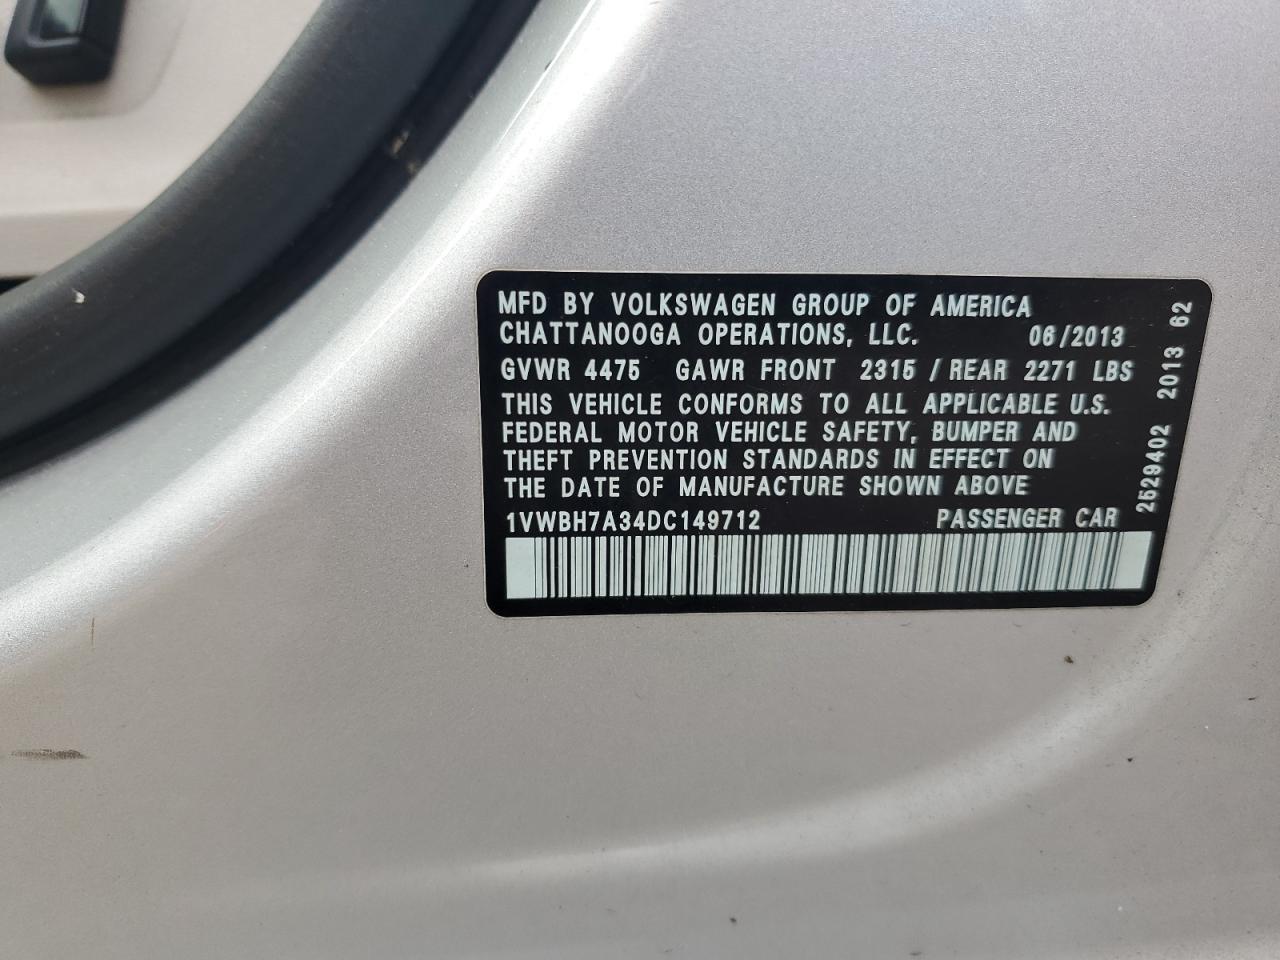 MFD BY VOLKSWAGEN GROUP OF AMERICA
CHATTANOOGA OPERATIONS, LLC. 06/2013
GVWR 4475 GAWR FRONT 2315 / REAR 2271 LBS
THIS VEHICLE CONFORMS TO ALL APPLICABLE U.S.
FEDERAL MOTOR VEHICLE SAFETY, BUMPER AND
THEFT PREVENTION STANDARDS IN EFFECT ON
THE DATE OF MANUFACTURE SHOWN ABOVE
1VWBH7A34DC149712 PASSENGER CAR
2529402 2013 62